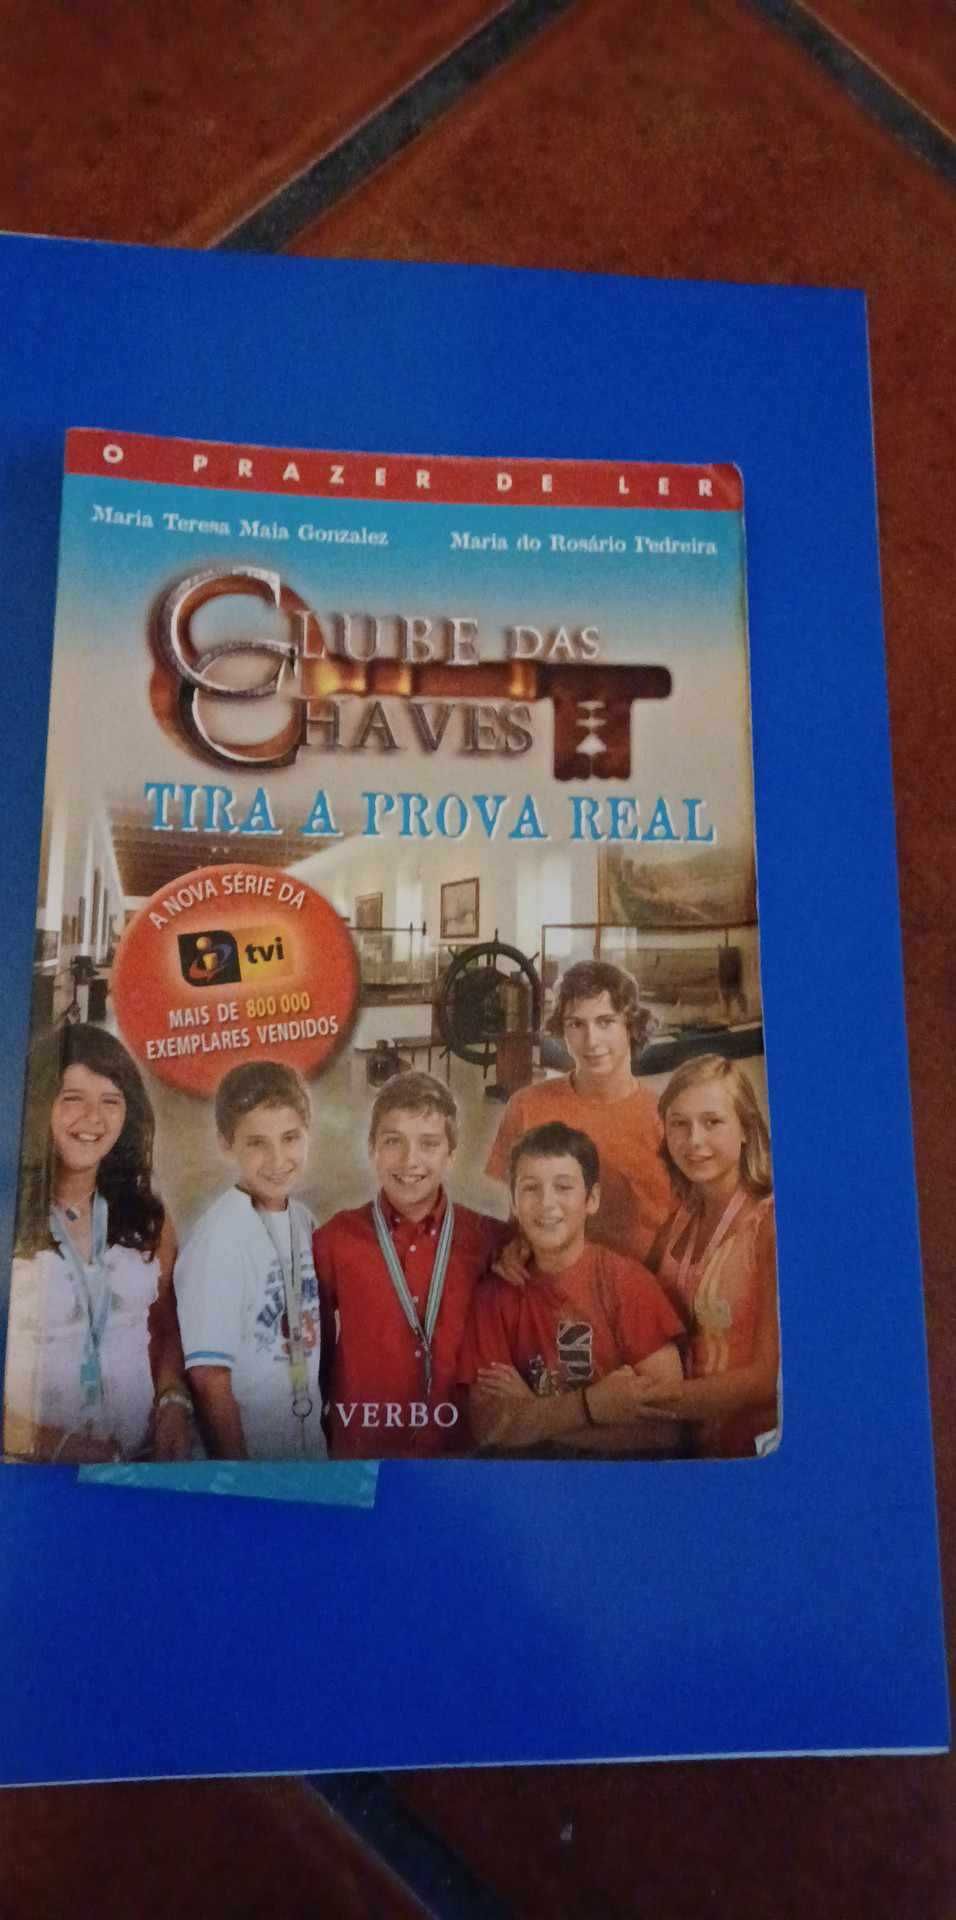 O PRAZER DE LER
Maria Teresa Maia Gonzalez Maria do Rosário Pedreira
CLUBE DAS
CHAVES
TIRA A PROVA REAL
A NOVA SÉRIE DA
tvi
MAIS DE 800 000
EXEMPLARES VENDIDOS
VERBO